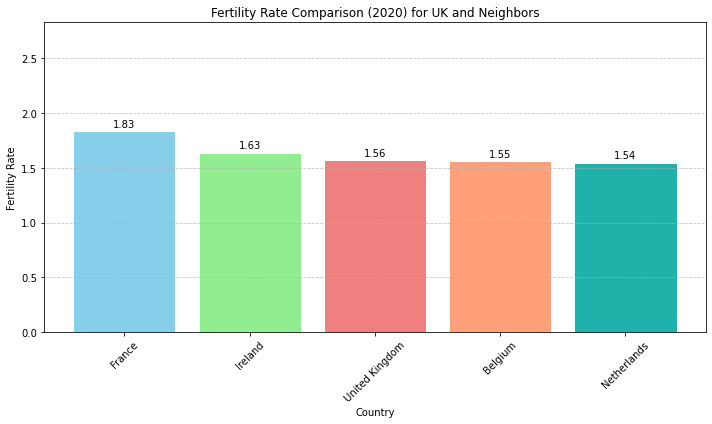 Fertility Rate Comparison (2020) for UK and Neighbors
Fertility Rate
2.5
2.0
1.5
1.0
0.5
0.0
1.83
1.63
1.56
1.55
1.54
France
Ireland
United Kingdom
Belgium
Netherlands
Country